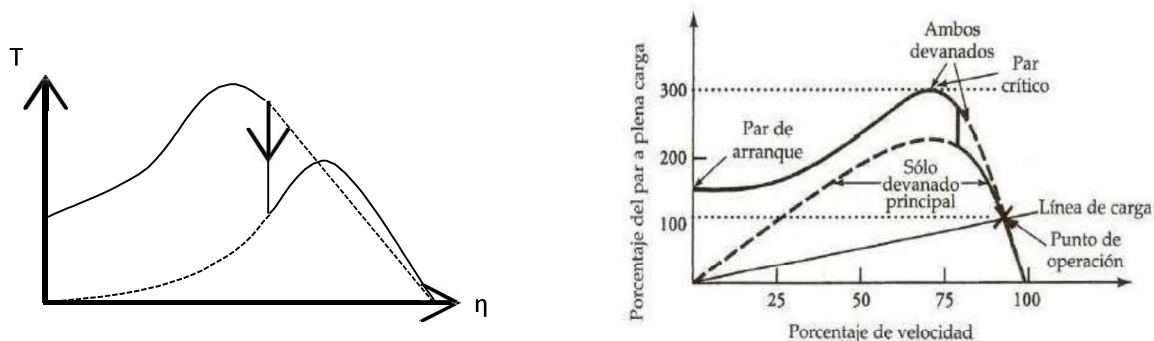 T
η
Porcentaje del par a plena carga
300
200
100
Ambos
devanados
Par
crítico
Par de
arranque
Sólo
devanado
principal
Línea de carga
Punto de
operación
25
50
75
100
Porcentaje de velocidad